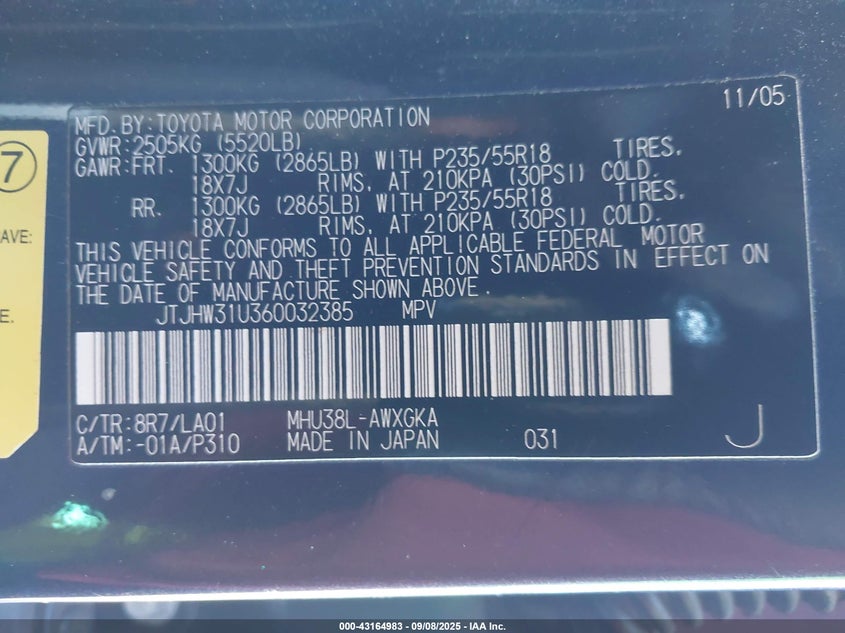 11/05
MFD. BY: TOYOTA MOTOR CORPORATION
GVWR: 2505KG (5520LB)
GAWR: FRT. 1300KG (2865LB) WITH P235/55R18 TIRES,
18X7J RIMS, AT 210KPA (30PSI) COLD.
RR. 1300KG (2865LB) WITH P235/55R18 TIRES,
18X7J RIMS, AT 210KPA (30PSI) COLD.
THIS VEHICLE CONFORMS TO ALL APPLICABLE FEDERAL MOTOR
VEHICLE SAFETY AND THEFT PREVENTION STANDARDS IN EFFECT ON
THE DATE OF MANUFACTURE SHOWN ABOVE.
JTJHW31U360032385 MPV
C/TR: 8R7/LA01 MHU38L-AWXGKA
A/TM: -01A/P310 MADE IN JAPAN 031 J
7
AVE:
E.
000-43164983 - 09/08/2025 - IAA Inc.